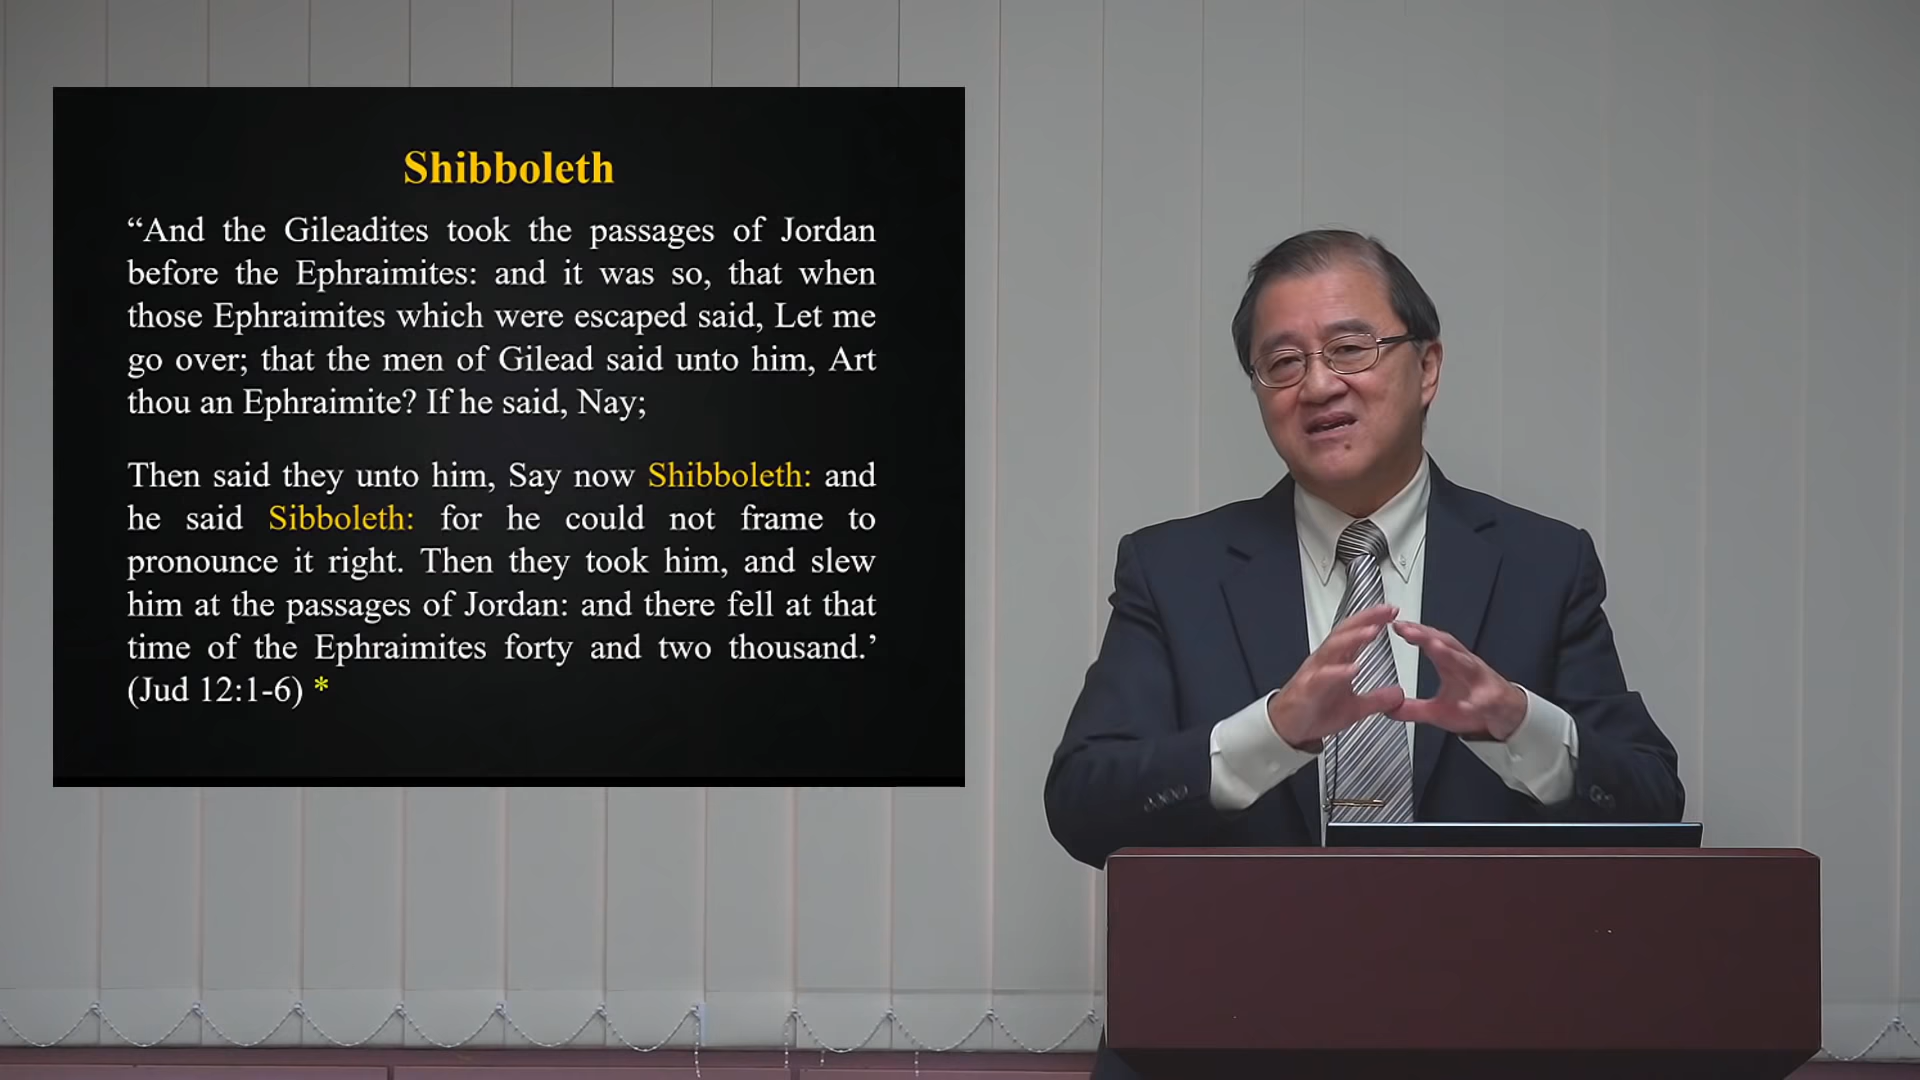 Shibboleth
“And the Gileadites took the passages of Jordan
before the Ephraimites: and it was so, that when
those Ephraimites which were escaped said, Let me
go over; that the men of Gilead said unto him, Art
thou an Ephraimite? If he said, Nay;
Then said they unto him, Say now Shibboleth: and
he said Sibboleth: for he could not frame to
pronounce it right. Then they took him, and slew
him at the passages of Jordan: and there fell at that
time of the Ephraimites forty and two thousand.’
(Jud 12:1-6) *